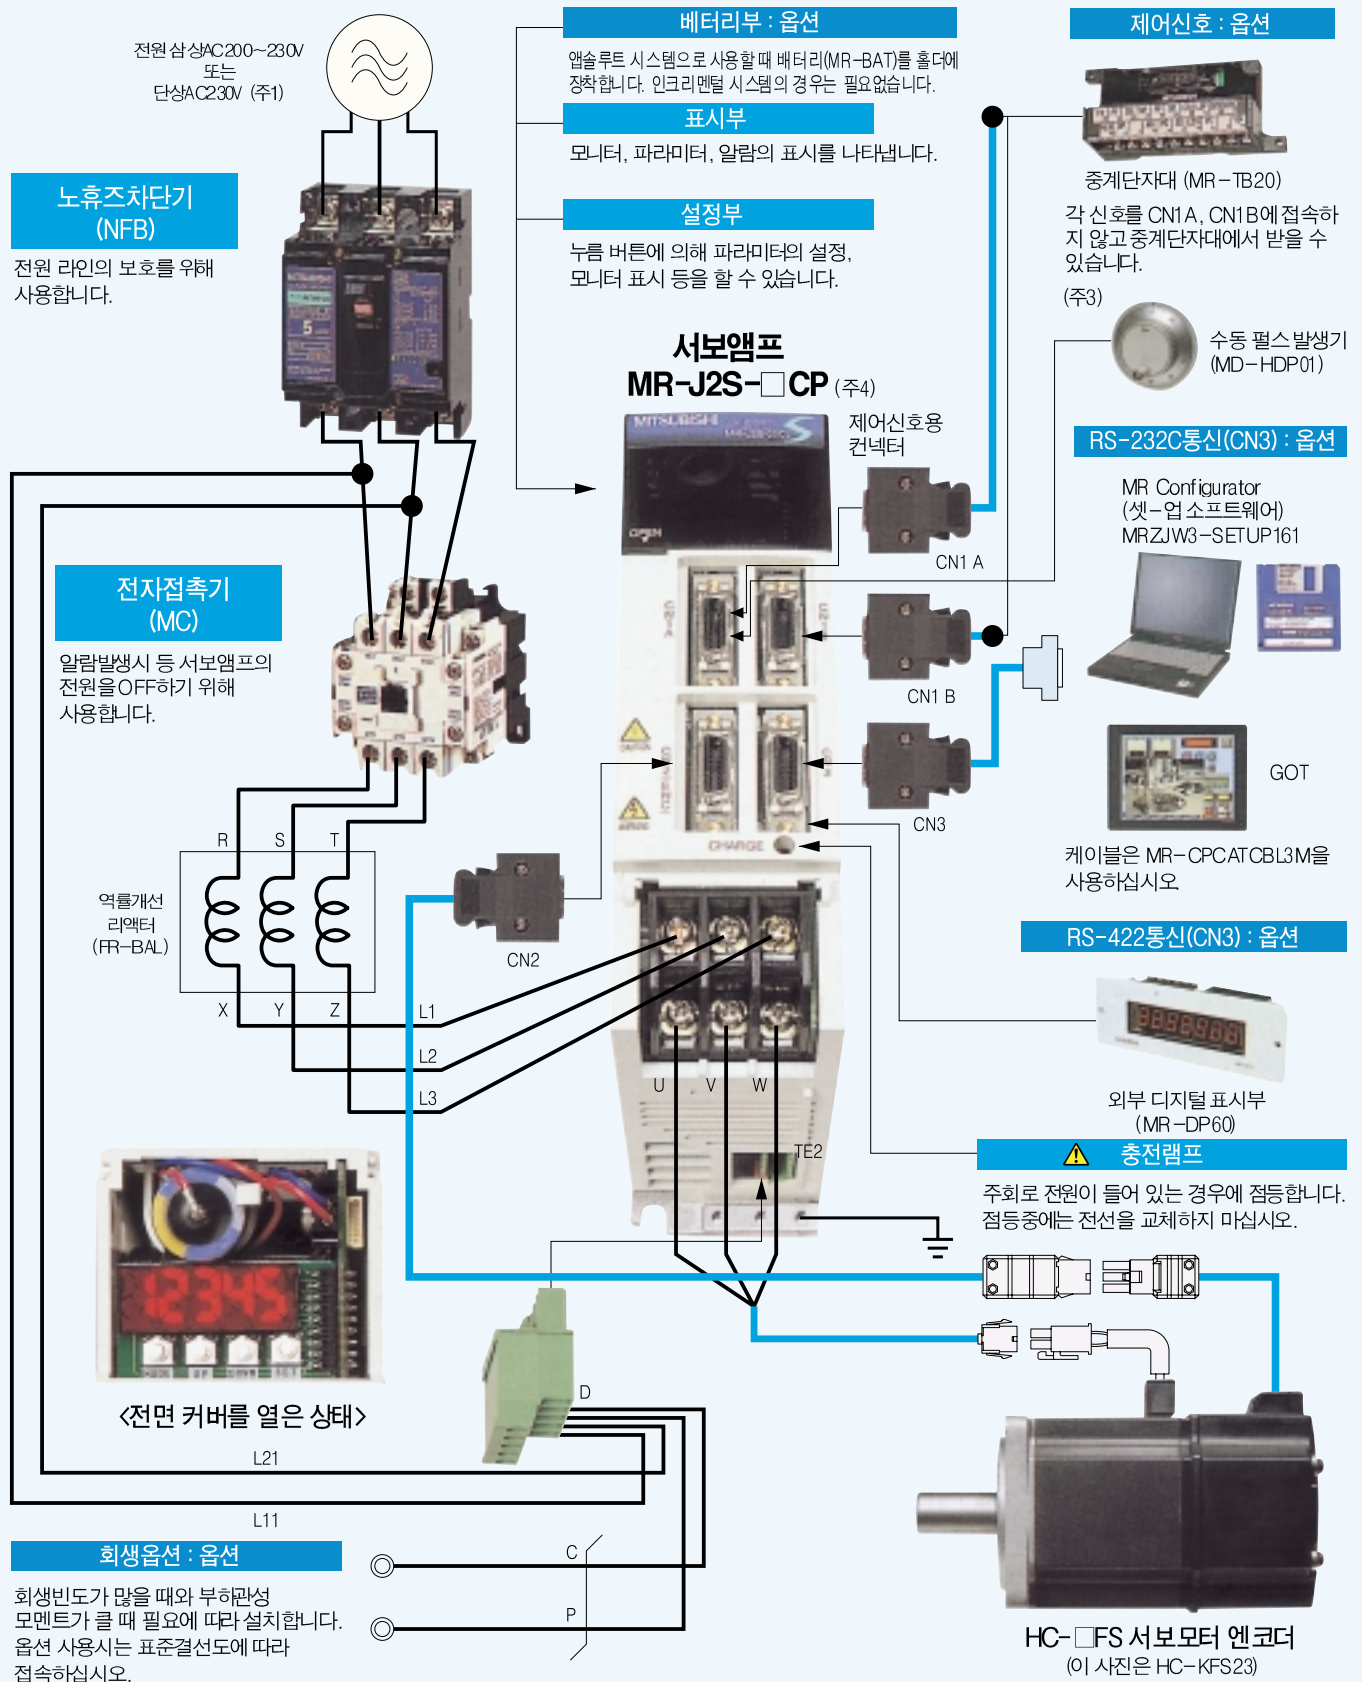 전원 삼상AC200~230V
또는
단상AC230V (주1)
노휴즈차단기
(NFB)
전원 라인의 보호를 위해
사용합니다.
베터리부 : 옵션
앱솔루트 시스템으로 사용할 때 배터리(MR-BAT)를 홀더에
장착합니다. 인크리멘털 시스템의 경우는 필요없습니다.
표시부
모니터, 파라미터, 알람의 표시를 나타냅니다.
설정부
누름 버튼에 의해 파라미터의 설정,
모니터 표시 등을 할 수 있습니다.
제어신호 : 옵션
중계단자대 (MR-TB20)
각 신호를 CN1A, CN1B에 접속하
지 않고 중계단자대에서 받을 수
있습니다.
(주3)
수동 펄스 발생기
(MD-HDP01)
서보앰프
MR-J2S-□CP (주4)
MITSUBISHI
5
OPEN
제어신호용
컨넥터
CN1 A
CN1 B
CN3
RS-232C통신(CN3) : 옵션
MR Configurator
(셋-업 소프트웨어)
MRZJW3-SETUP161
GOT
케이블은 MR-CPCATCBL3M을
사용하십시오
RS-422통신(CN3) : 옵션
외부 디지털 표시부
(MR-DP60)
충전램프
주회로 전원이 들어 있는 경우에 점등합니다.
점등중에는 전선을 교체하지 마십시오.
전자접촉기
(MC)
알람발생시 등 서보앰프의
전원을OFF하기 위해
사용합니다.
R S T
역률개선
리액터
(FR-BAL)
X Y Z
L1
L2
L3
CN2
CHARGE
U V W
TE2
12345
<전면 커버를 열은 상태>
D
L21
L11
C
P
회생옵션 : 옵션
회생빈도가 많을 때와 부하관성
모멘트가 클 때 필요에 따라 설치합니다.
옵션 사용시는 표준결선도에 따라
접속하십시오.
HC-□FS 서보모터 엔코더
(이 사진은 HC-KFS23)